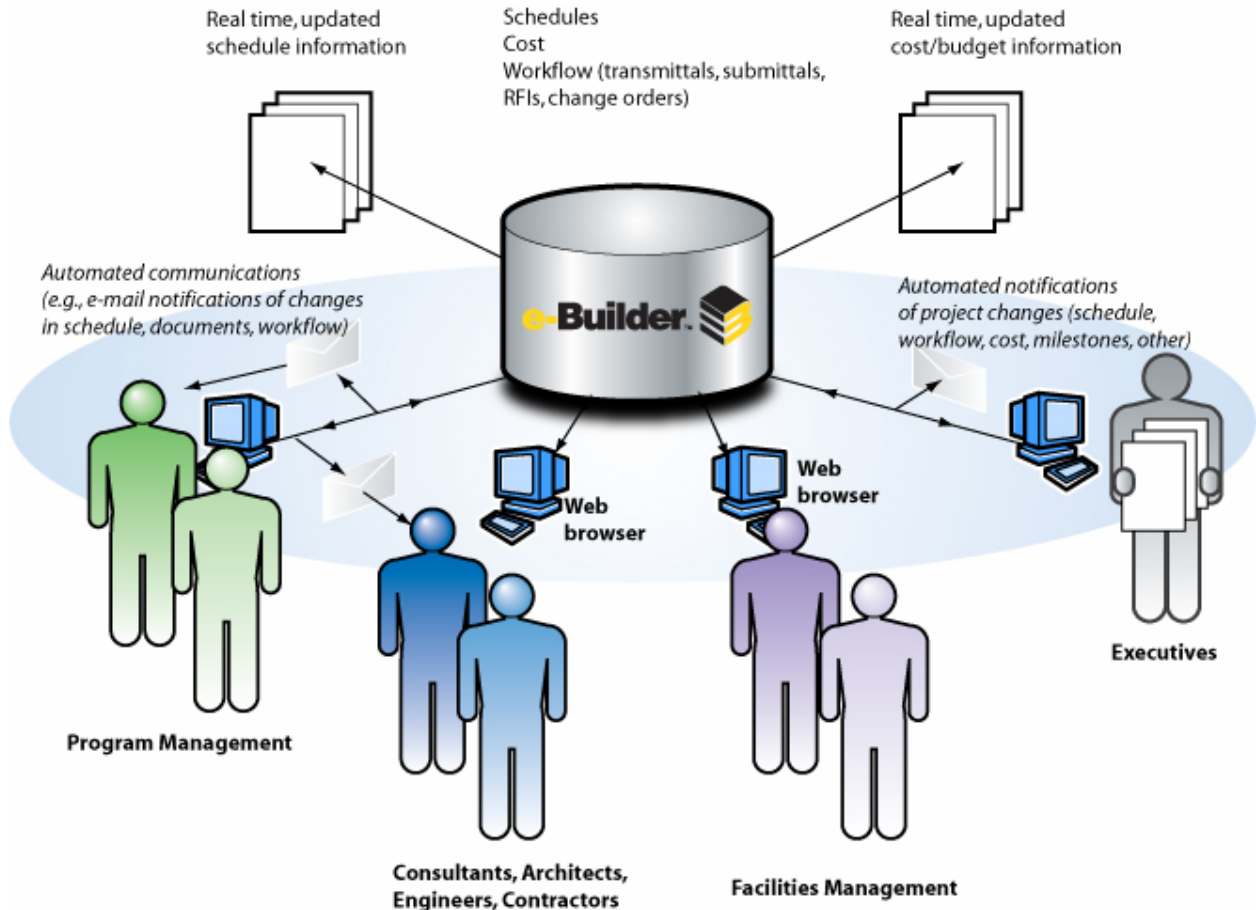 Real time, updated
schedule information
Schedules
Cost
Workflow (transmittals, submittals,
RFIs, change orders)
Real time, updated
cost/budget information
Automated communications
(e.g., e-mail notifications of changes
in schedule, documents, workflow)
e-Builder™
Automated notifications
of project changes (schedule,
workflow, cost, milestones, other)
Web
browser
Web
browser
Executives
Program Management
Consultants, Architects,
Engineers, Contractors
Facilities Management